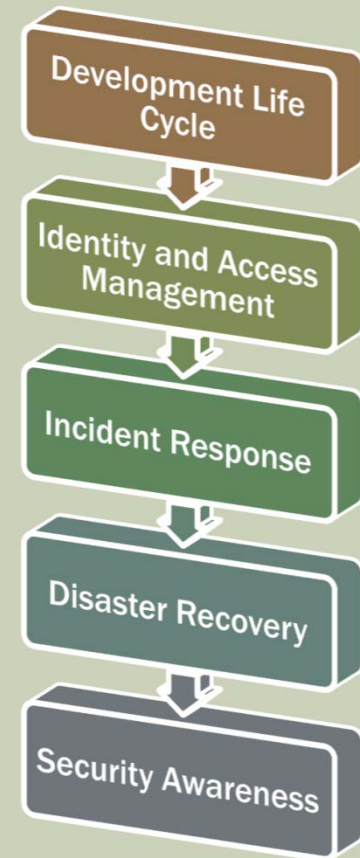 Development Life
Cycle
Identity and Access
Management
Incident Response
Disaster Recovery
Security Awareness